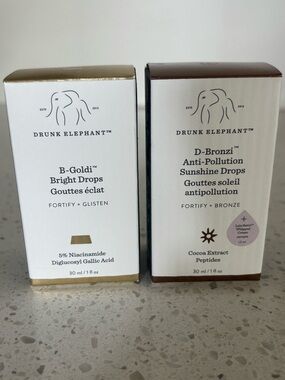 DRUNK ELEPHANT™
B-Goldi™
Bright Drops
Gouttes éclat
FORTIFY + GLISTEN
5% Niacinamide
Diglucosyl Gallic Acid
30 ml / 1 fl oz
DRUNK ELEPHANT™
D-Bronzi™
Anti-Pollution
Sunshine Drops
Gouttes soleil
antipollution
FORTIFY + BRONZE
Cocoa Extract
Peptides
30 ml / 1 fl oz